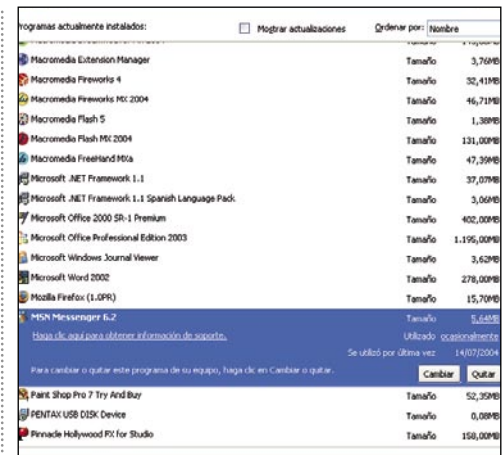 Programas actualmente instalados: Mostrar actualizaciones Ordenar por: Nombre
Macromedia Extension Manager Tamaño 3,76MB
Macromedia Fireworks 4 Tamaño 32,41MB
Macromedia Fireworks MX 2004 Tamaño 46,71MB
Macromedia Flash 5 Tamaño 1,38MB
Macromedia Flash MX 2004 Tamaño 131,00MB
Macromedia FreeHand MXa Tamaño 47,39MB
Microsoft .NET Framework 1.1 Tamaño 37,07MB
Microsoft .NET Framework 1.1 Spanish Language Pack Tamaño 3,06MB
Microsoft Office 2000 SR-1 Premium Tamaño 402,00MB
Microsoft Office Professional Edition 2003 Tamaño 1.195,00MB
Microsoft Windows Journal Viewer Tamaño 3,62MB
Microsoft Word 2002 Tamaño 278,00MB
Mozilla Firefox (1.0PR) Tamaño 15,70MB
MSN Messenger 6.2 Tamaño 5,64MB
Haga clic aquí para obtener información de soporte. Utilizado ocasionalmente
Se utilizó por última vez 14/07/2004
Para cambiar o quitar este programa de su equipo, haga clic en Cambiar o quitar. Cambiar Quitar
Paint Shop Pro 7 Try And Buy Tamaño 52,35MB
PENTAX USB DISK Device Tamaño 0,08MB
Pinnacle Hollywood FX for Studio Tamaño 158,00MB